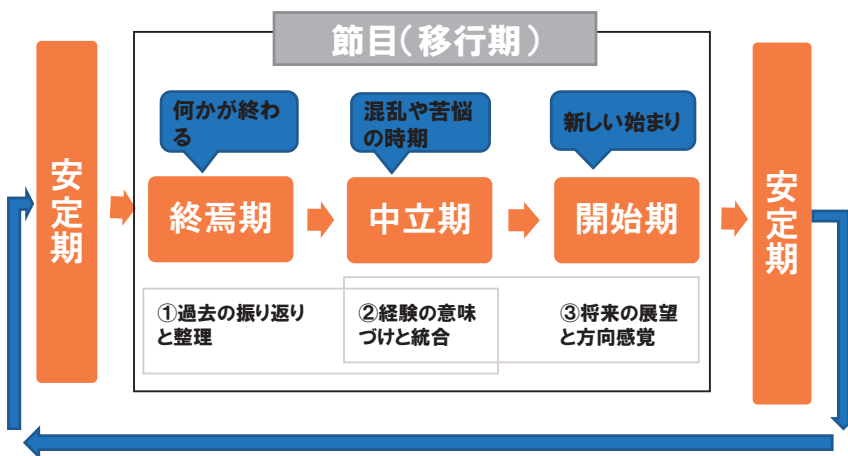 節目（移行期）
安定期
何かが終わ
る
混乱や苦悩
の時期
新しい始まり
終焉期
中立期
開始期
①過去の振り返り
と整理
②経験の意味
づけと統合
③将来の展望
と方向感覚
安定期